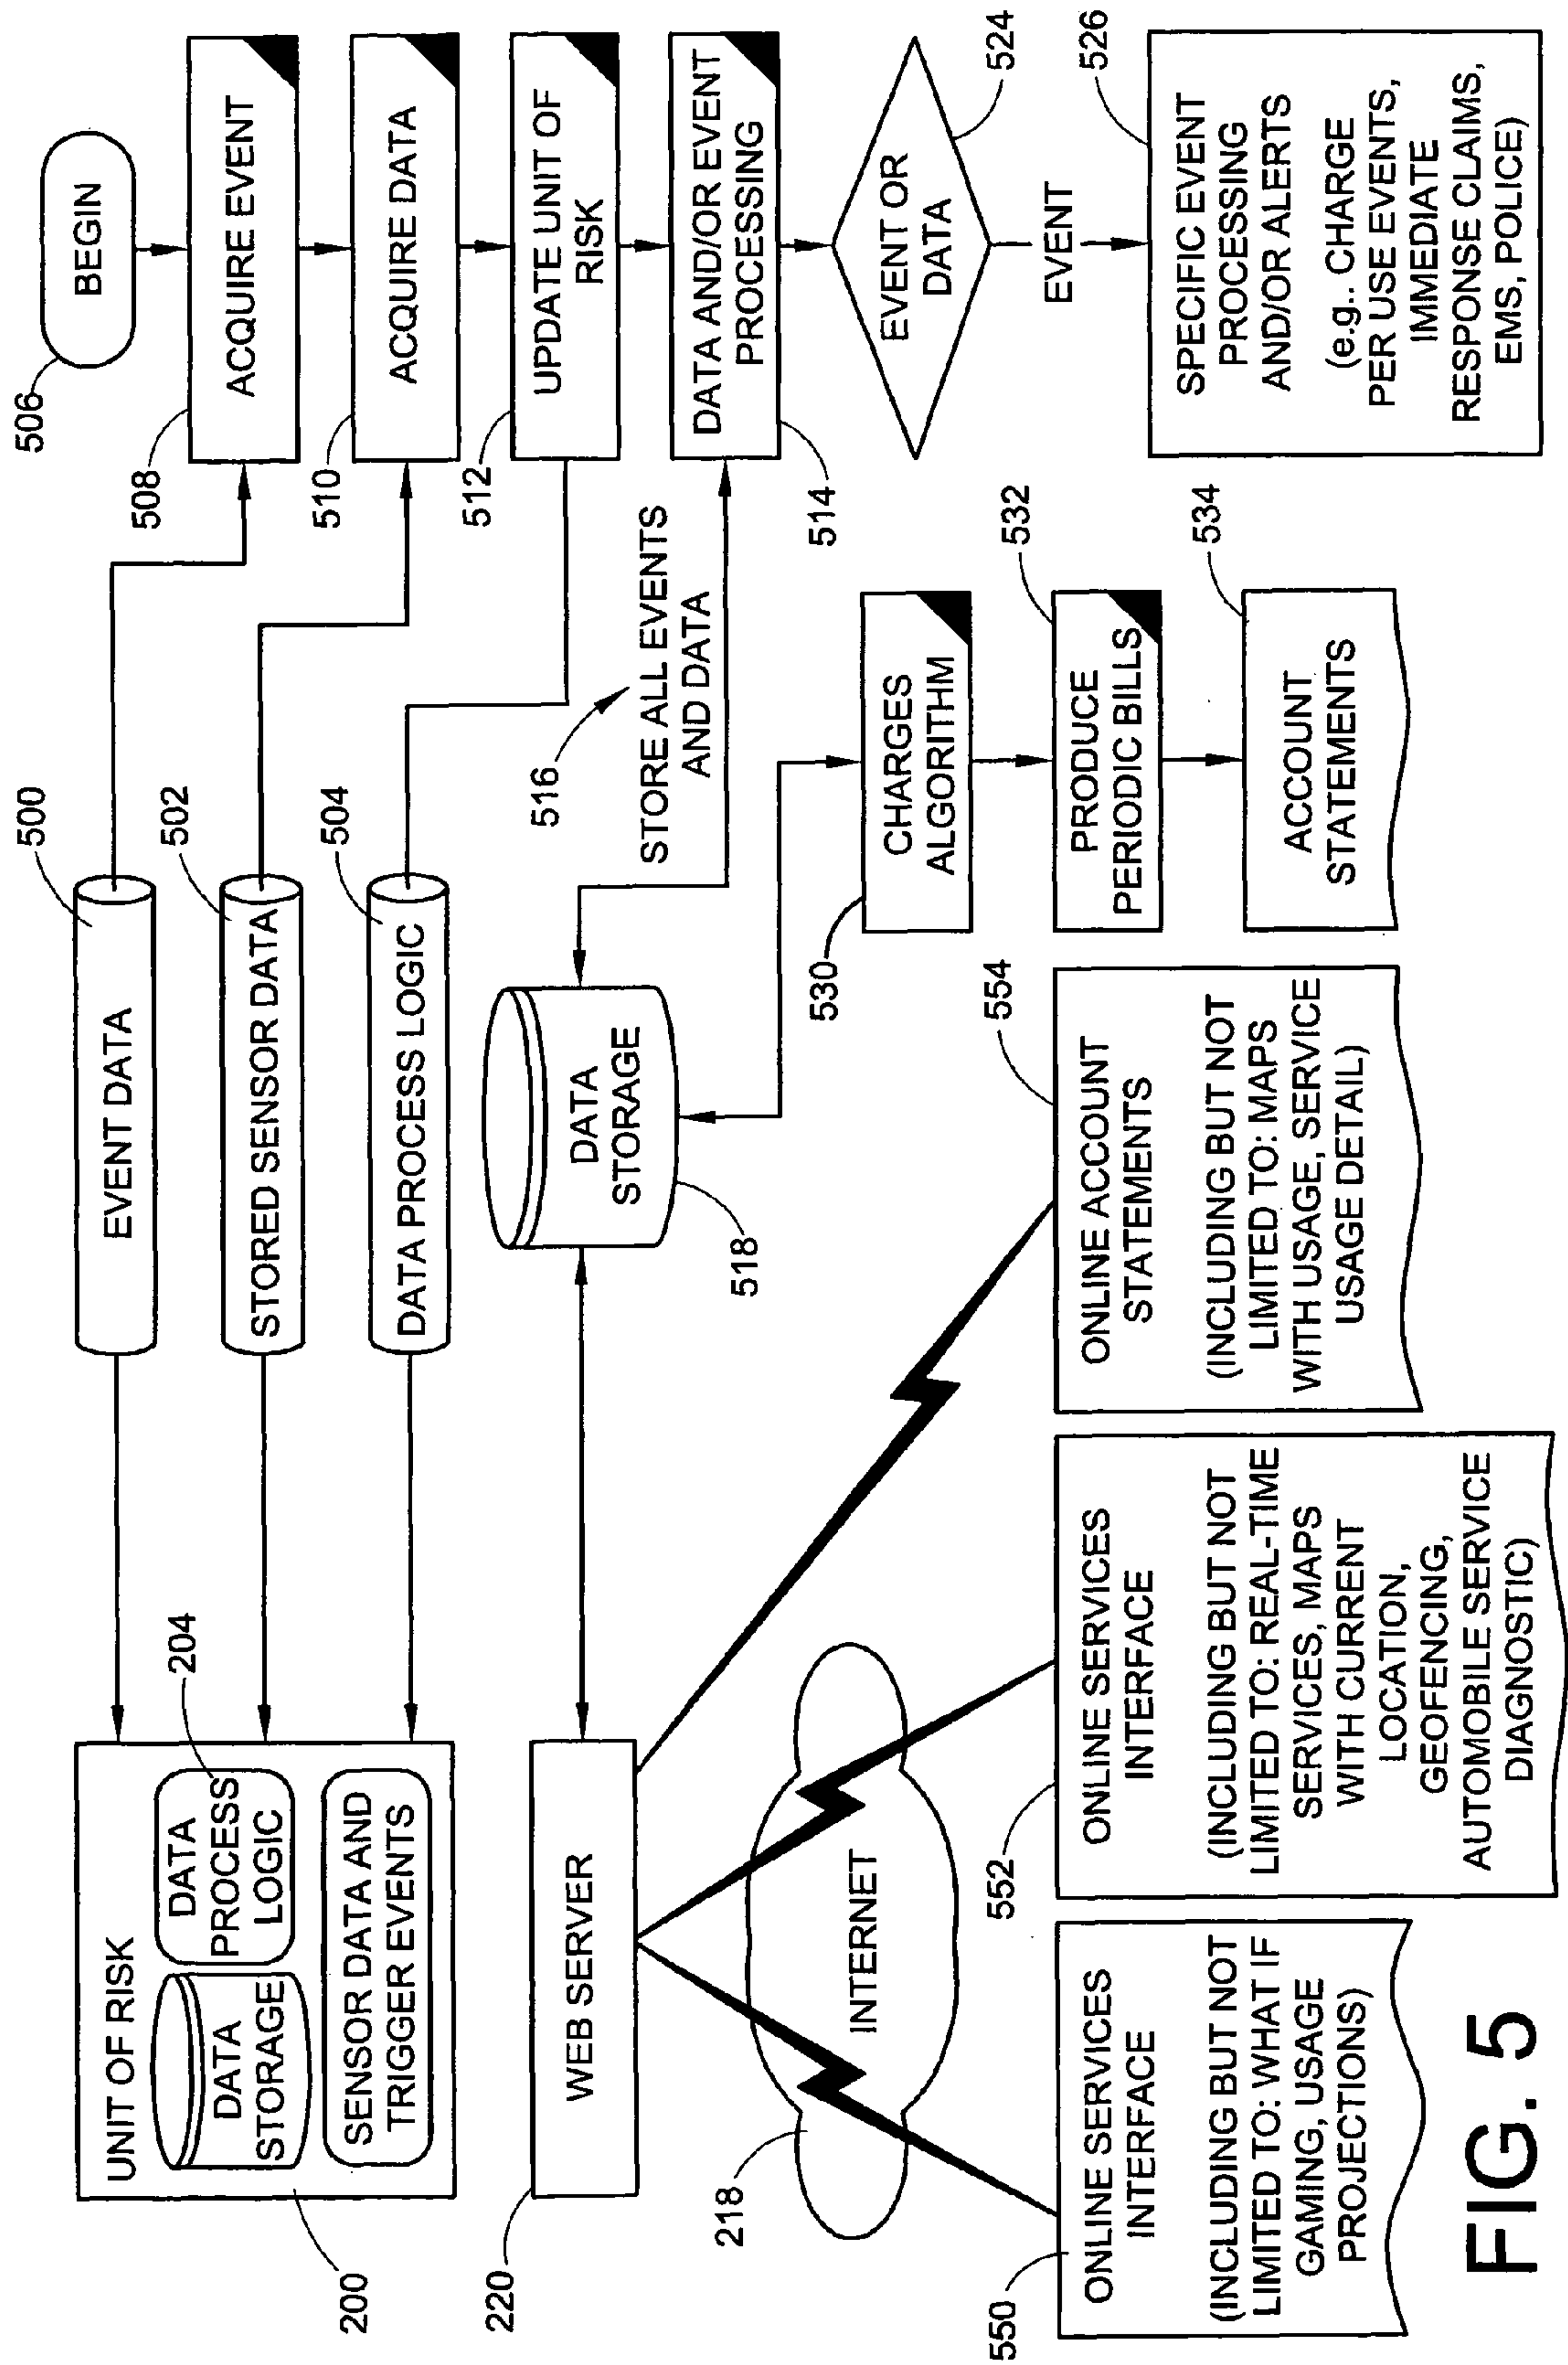 UNIT OF RISK
DATA
STORAGE
DATA
PROCESS
LOGIC
204
SENSOR DATA AND
TRIGGER EVENTS
200
EVENT DATA
500
STORED SENSOR DATA
502
DATA PROCESS LOGIC
504
506
BEGIN
508
ACQUIRE EVENT
510
ACQUIRE DATA
512
UPDATE UNIT OF
RISK
516
STORE ALL EVENTS
AND DATA
DATA AND/OR EVENT
PROCESSING
514
EVENT OR
DATA
524
EVENT
SPECIFIC EVENT
PROCESSING
AND/OR ALERTS
(e.g.. CHARGE
PER USE EVENTS,
IMMEDIATE
RESPONSE CLAIMS,
EMS, POLICE)
526
220
WEB SERVER
DATA
STORAGE
518
530
CHARGES
ALGORITHM
532
PRODUCE
PERIODIC BILLS
534
ACCOUNT
STATEMENTS
218
INTERNET
550
ONLINE SERVICES
INTERFACE
(INCLUDING BUT NOT
LIMITED TO: WHAT IF
GAMING, USAGE
PROJECTIONS)
552
ONLINE SERVICES
INTERFACE
(INCLUDING BUT NOT
LIMITED TO: REAL-TIME
SERVICES, MAPS
WITH CURRENT
LOCATION,
GEOFENCING,
AUTOMOBILE SERVICE
DIAGNOSTIC)
554
ONLINE ACCOUNT
STATEMENTS
(INCLUDING BUT NOT
LIMITED TO: MAPS
WITH USAGE, SERVICE
USAGE DETAIL)
FIG. 5